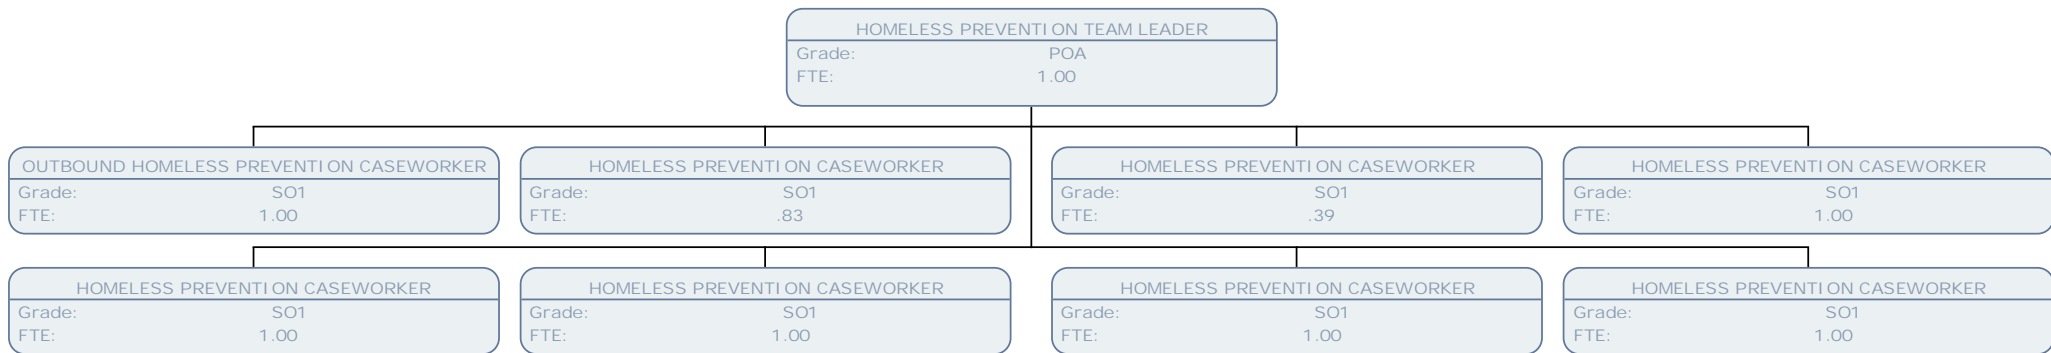 HOMELESS PREVENTION TEAM LEADER
Grade: POA
FTE: 1.00
OUTBOUND HOMELESS PREVENTION CASEWORKER
Grade: SO1
FTE: 1.00
HOMELESS PREVENTION CASEWORKER
Grade: SO1
FTE: .83
HOMELESS PREVENTION CASEWORKER
Grade: SO1
FTE: .39
HOMELESS PREVENTION CASEWORKER
Grade: SO1
FTE: 1.00
HOMELESS PREVENTION CASEWORKER
Grade: SO1
FTE: 1.00
HOMELESS PREVENTION CASEWORKER
Grade: SO1
FTE: 1.00
HOMELESS PREVENTION CASEWORKER
Grade: SO1
FTE: 1.00
HOMELESS PREVENTION CASEWORKER
Grade: SO1
FTE: 1.00